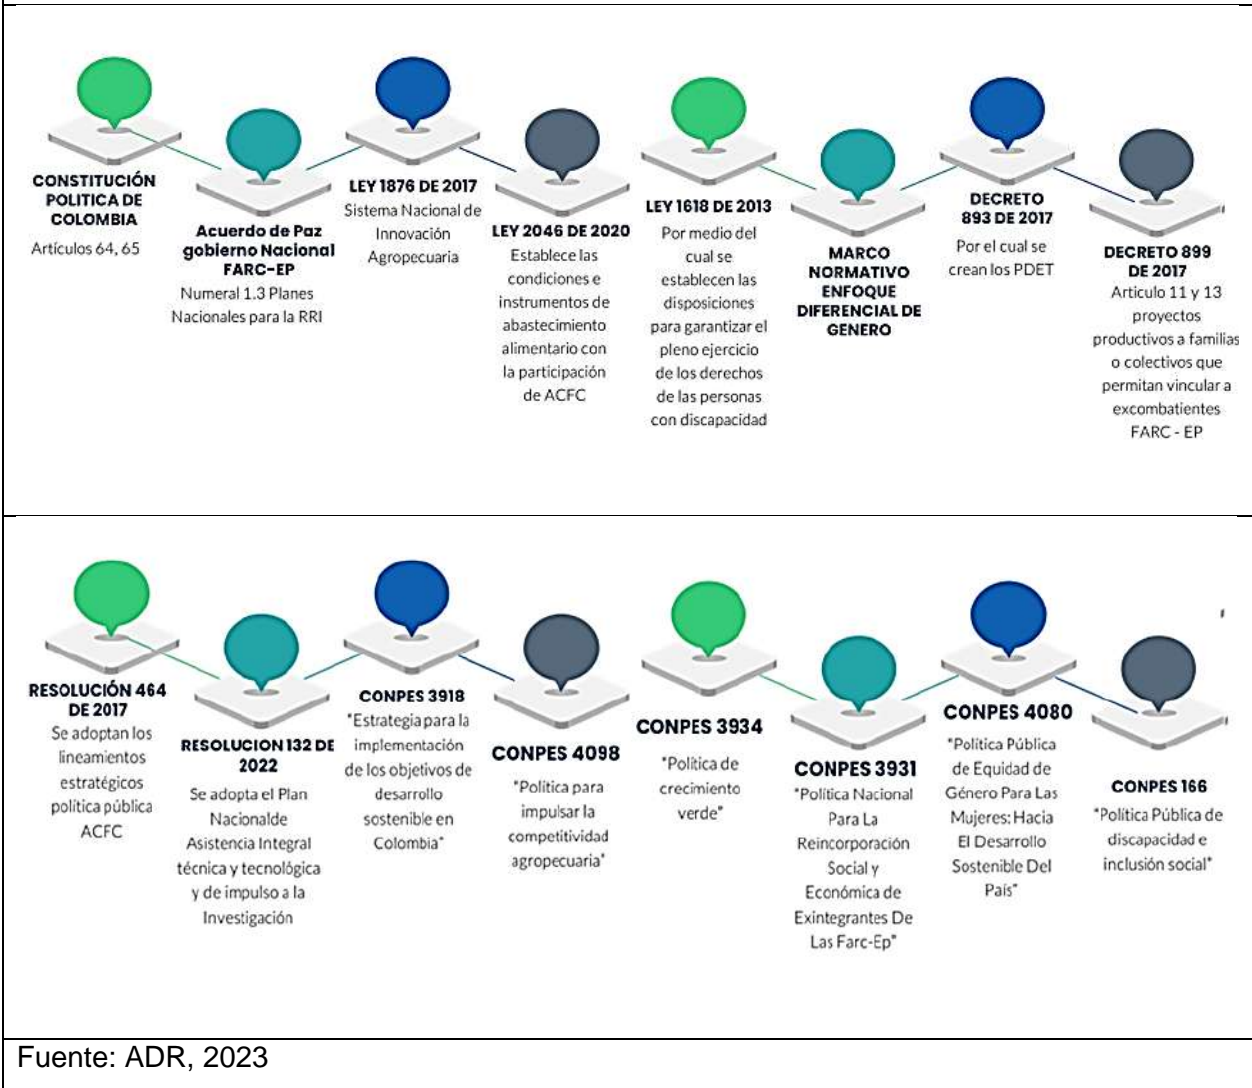 CONSTITUCIÓN
POLITICA DE
COLOMBIA
Artículos 64, 65
Acuerdo de Paz
gobierno Nacional
FARC-EP
Numeral 1.3 Planes
Nacionales para la RRI
LEY 1876 DE 2017
Sistema Nacional de
Innovación
Agropecuaria
LEY 2046 DE 2020
Establece las
condiciones e
instrumentos de
abastecimiento
alimentario con
la participación
de ACFC
LEY 1618 DE 2013
Por medio del
cual se
establecen las
disposiciones
para garantizar el
pleno ejercicio
de los derechos
de las personas
con discapacidad
MARCO
NORMATIVO
ENFOQUE
DIFERENCIAL DE
GENERO
DECRETO
893 DE 2017
Por el cual se
crean los PDET
DECRETO 899
DE 2017
Articulo 11 y 13
proyectos
productivos a familias
o colectivos que
permitan vincular a
excombatientes
FARC - EP
RESOLUCIÓN 464
DE 2017
Se adoptan los
lineamientos
estratégicos
política pública
ACFC
RESOLUCION 132 DE
2022
Se adopta el Plan
Nacionalde
Asistencia Integral
técnica y tecnológica
y de impulso a la
Investigación
CONPES 3918
"Estrategia para la
implementación
de los objetivos de
desarrollo
sostenible en
Colombia"
CONPES 4098
"Política para
impulsar la
competitividad
agropecuaria"
CONPES 3934
"Política de
crecimiento
verde"
CONPES 3931
"Política Nacional
Para La
Reincorporación
Social y
Económica de
Exintegrantes De
Las Farc-Ep"
CONPES 4080
"Política Pública
de Equidad de
Género Para Las
Mujeres: Hacia
El Desarrollo
Sostenible Del
País"
CONPES 166
"Política Pública de
discapacidad e
inclusión social"
Fuente: ADR, 2023